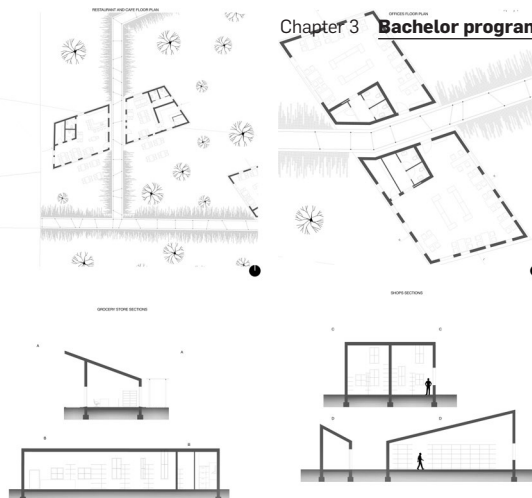 RESTAURANT AND CAFE FLOOR PLAN
OFFICES FLOOR PLAN
Chapter 3 Bachelor program
GROCERY STORE SECTIONS
SHOPS SECTIONS
A A
B B
C C
D D